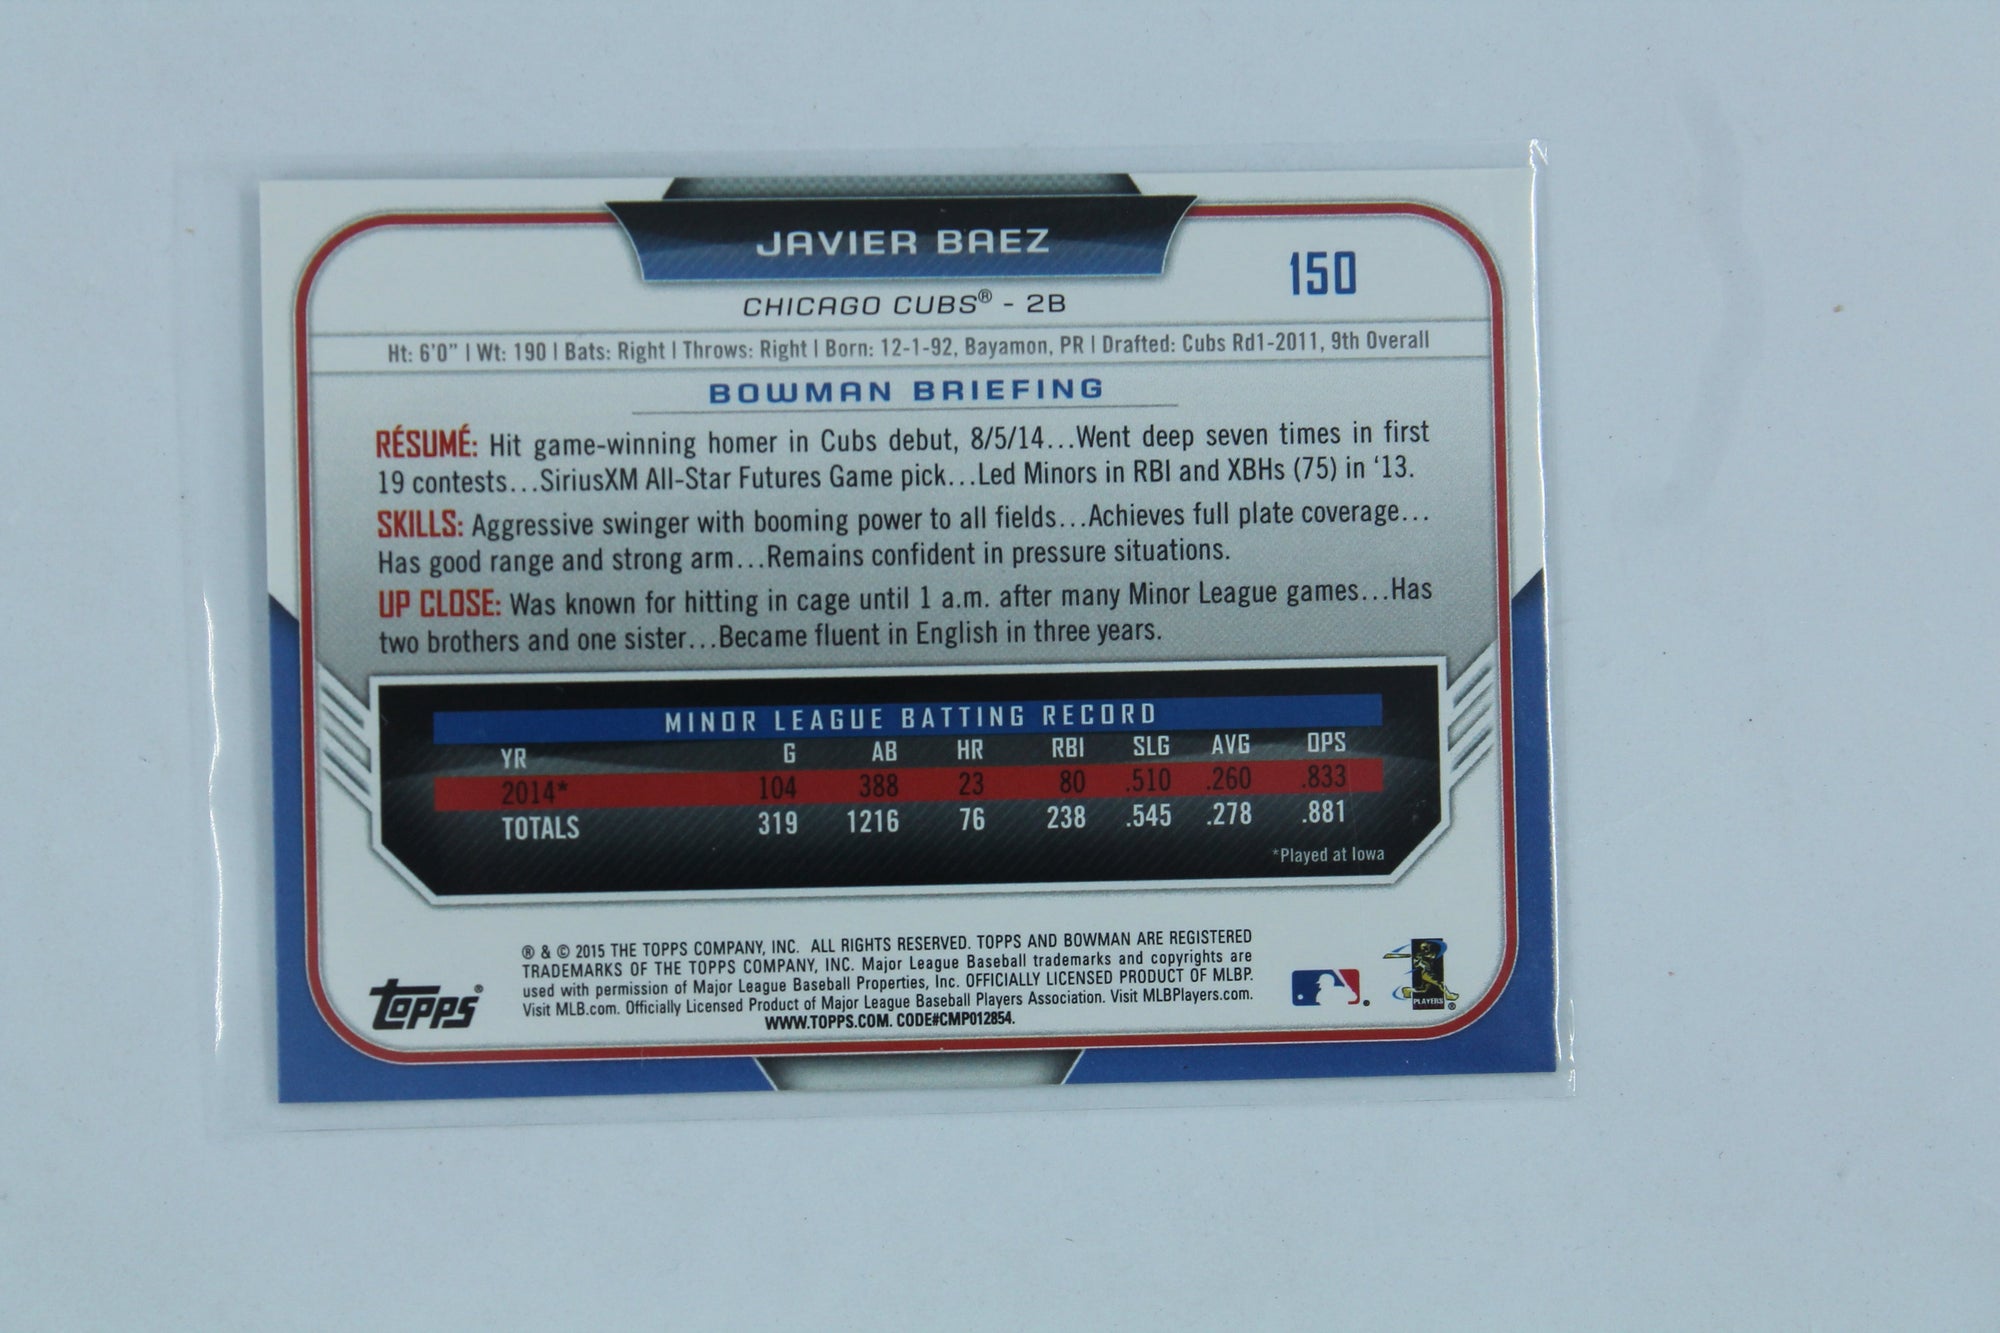 JAVIER BAEZ
150
CHICAGO CUBS® - 2B
Ht: 6'0" | Wt: 190 | Bats: Right | Throws: Right | Born: 12-1-92, Bayamon, PR | Drafted: Cubs Rd1-2011, 9th Overall
BOWMAN BRIEFING
RÉSUMÉ: Hit game-winning homer in Cubs debut, 8/5/14...Went deep seven times in first
19 contests...SiriusXM All-Star Futures Game pick...Led Minors in RBI and XBHs (75) in '13.
SKILLS: Aggressive swinger with booming power to all fields...Achieves full plate coverage...
Has good range and strong arm...Remains confident in pressure situations.
UP CLOSE: Was known for hitting in cage until 1 a.m. after many Minor League games...Has
two brothers and one sister...Became fluent in English in three years.
MINOR LEAGUE BATTING RECORD
YR G AB HR RBI SLG AVG OPS
2014* 104 388 23 80 .510 .260 .833
TOTALS 319 1216 76 238 .545 .278 .881
*Played at Iowa
® & © 2015 THE TOPPS COMPANY, INC. ALL RIGHTS RESERVED. TOPPS AND BOWMAN ARE REGISTERED
TRADEMARKS OF THE TOPPS COMPANY, INC. Major League Baseball trademarks and copyrights are
used with permission of Major League Baseball Properties, Inc. OFFICIALLY LICENSED PRODUCT OF MLBP.
Visit MLB.com. Officially Licensed Product of Major League Baseball Players Association. Visit MLBPlayers.com.
WWW.TOPPS.COM. CODE#CMP012854.
topps®
PLAYERS®